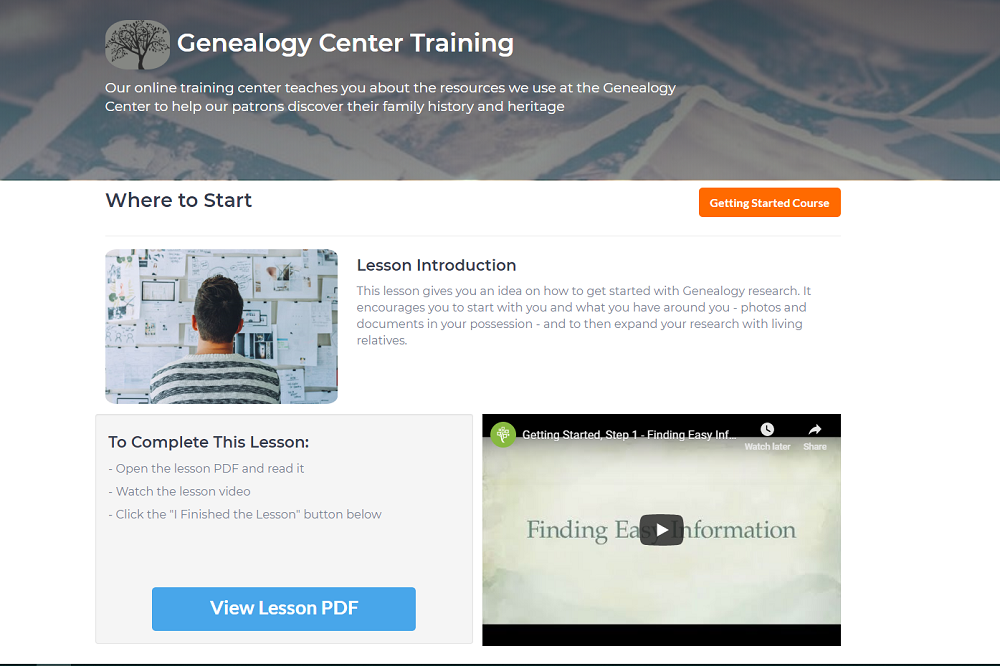 Genealogy Center Training
Our online training center teaches you about the resources we use at the Genealogy
Center to help our patrons discover their family history and heritage
Where to Start
Getting Started Course
Lesson Introduction
This lesson gives you an idea on how to get started with Genealogy research. It
encourages you to start with you and what you have around you - photos and
documents in your possession - and to then expand your research with living
relatives.
To Complete This Lesson:
- Open the lesson PDF and read it
- Watch the lesson video
- Click the "I Finished the Lesson" button below
View Lesson PDF
Getting Started, Step 1 - Finding Easy Inf...
Watch later
Share
Finding Easy Information